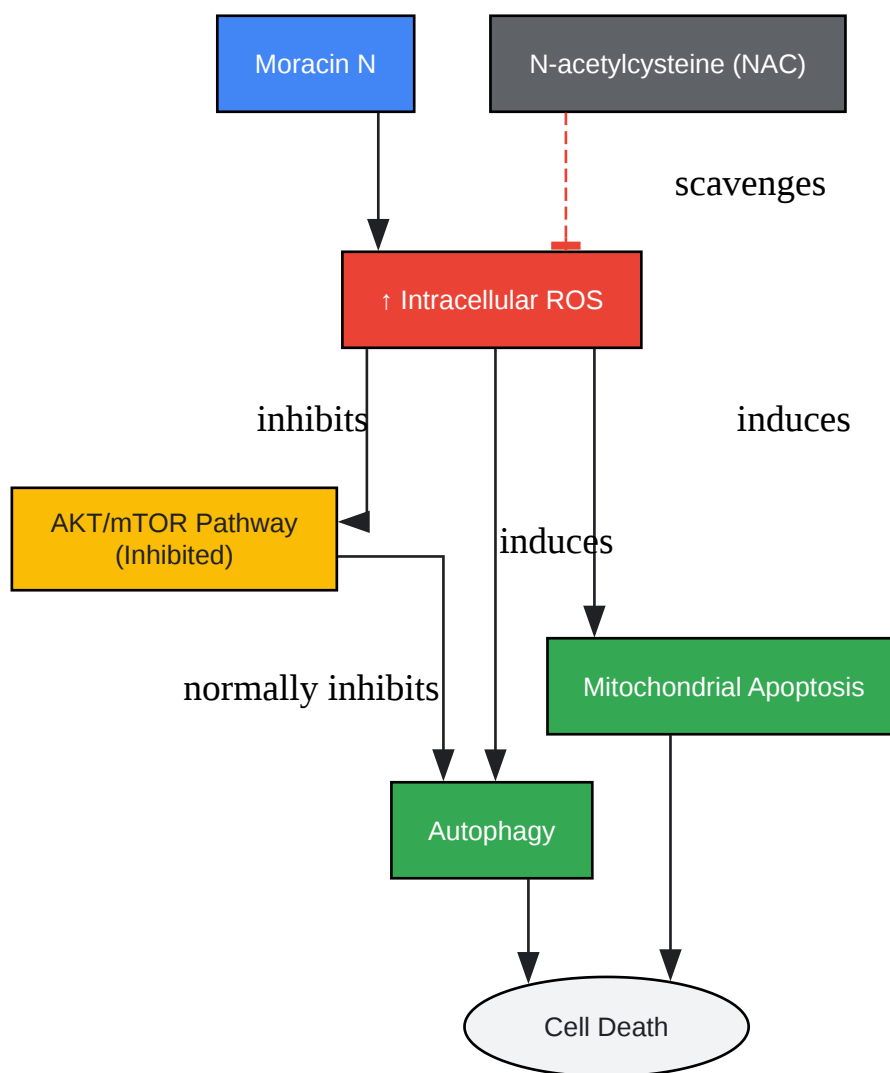 Moracin N
N-acetylcysteine (NAC)
scavenges
↑ Intracellular ROS
inhibits
induces
AKT/mTOR Pathway
(Inhibited)
induces
normally inhibits
Mitochondrial Apoptosis
Autophagy
Cell Death